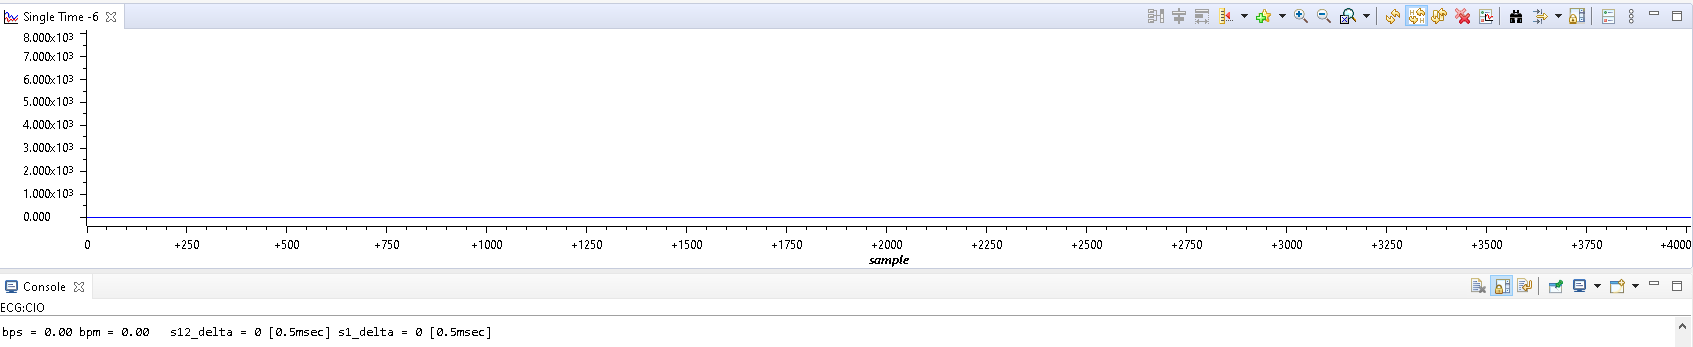 Single Time -6
8.000x10³
7.000x10³
6.000x10³
5.000x10³
4.000x10³
3.000x10³
2.000x10³
1.000x10³
0.000
0 +250 +500 +750 +1000 +1250 +1500 +1750 +2000 +2250 +2500 +2750 +3000 +3250 +3500 +3750 +4000
sample
Console
ECG:CIO
bps = 0.00 bpm = 0.00   s12_delta = 0 [0.5msec] s1_delta = 0 [0.5msec]